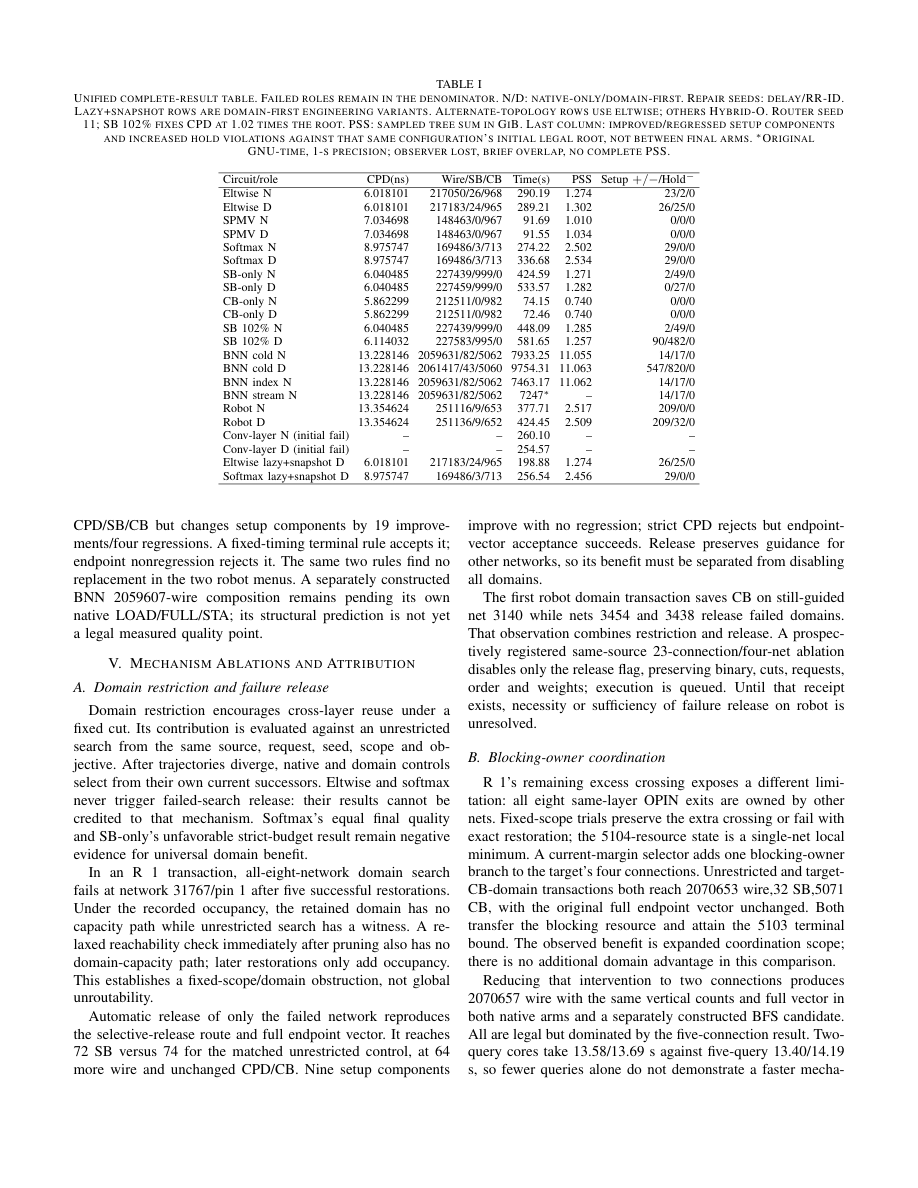 TABLE I
UNIFIED COMPLETE-RESULT TABLE. FAILED ROLES REMAIN IN THE DENOMINATOR. N/D: NATIVE-ONLY/DOMAIN-FIRST. REPAIR SEEDS: DELAY/RR-ID.
LAZY+SNAPSHOT ROWS ARE DOMAIN-FIRST ENGINEERING VARIANTS. ALTERNATE-TOPOLOGY ROWS USE ELTWISE; OTHERS HYBRID-O. ROUTER SEED
11; SB 102% FIXES CPD AT 1.02 TIMES THE ROOT. PSS: SAMPLED TREE SUM IN GIB. LAST COLUMN: IMPROVED/REGRESSED SETUP COMPONENTS
AND INCREASED HOLD VIOLATIONS AGAINST THAT SAME CONFIGURATION'S INITIAL LEGAL ROOT, NOT BETWEEN FINAL ARMS. *ORIGINAL
GNU-TIME, 1-S PRECISION; OBSERVER LOST, BRIEF OVERLAP, NO COMPLETE PSS.
Circuit/role CPD(ns) Wire/SB/CB Time(s) PSS Setup +/−/Hold−
Eltwise N 6.018101 217050/26/968 290.19 1.274 23/2/0
Eltwise D 6.018101 217183/24/965 289.21 1.302 26/25/0
SPMV N 7.034698 148463/0/967 91.69 1.010 0/0/0
SPMV D 7.034698 148463/0/967 91.55 1.034 0/0/0
Softmax N 8.975747 169486/3/713 274.22 2.502 29/0/0
Softmax D 8.975747 169486/3/713 336.68 2.534 29/0/0
SB-only N 6.040485 227439/999/0 424.59 1.271 2/49/0
SB-only D 6.040485 227459/999/0 533.57 1.282 0/27/0
CB-only N 5.862299 212511/0/982 74.15 0.740 0/0/0
CB-only D 5.862299 212511/0/982 72.46 0.740 0/0/0
SB 102% N 6.040485 227439/999/0 448.09 1.285 2/49/0
SB 102% D 6.114032 227583/995/0 581.65 1.257 90/482/0
BNN cold N 13.228146 2059631/82/5062 7933.25 11.055 14/17/0
BNN cold D 13.228146 2061417/43/5060 9754.31 11.063 547/820/0
BNN index N 13.228146 2059631/82/5062 7463.17 11.062 14/17/0
BNN stream N 13.228146 2059631/82/5062 7247* – 14/17/0
Robot N 13.354624 251116/9/653 377.71 2.517 209/0/0
Robot D 13.354624 251136/9/652 424.45 2.509 209/32/0
Conv-layer N (initial fail) – – 260.10 – –
Conv-layer D (initial fail) – – 254.57 – –
Eltwise lazy+snapshot D 6.018101 217183/24/965 198.88 1.274 26/25/0
Softmax lazy+snapshot D 8.975747 169486/3/713 256.54 2.456 29/0/0
CPD/SB/CB but changes setup components by 19 improve-
ments/four regressions. A fixed-timing terminal rule accepts it;
endpoint nonregression rejects it. The same two rules find no
replacement in the two robot menus. A separately constructed
BNN 2059607-wire composition remains pending its own
native LOAD/FULL/STA; its structural prediction is not yet
a legal measured quality point.
V. MECHANISM ABLATIONS AND ATTRIBUTION
A. Domain restriction and failure release
Domain restriction encourages cross-layer reuse under a
fixed cut. Its contribution is evaluated against an unrestricted
search from the same source, request, seed, scope and ob-
jective. After trajectories diverge, native and domain controls
select from their own current successors. Eltwise and softmax
never trigger failed-search release: their results cannot be
credited to that mechanism. Softmax's equal final quality
and SB-only's unfavorable strict-budget result remain negative
evidence for universal domain benefit.
In an R 1 transaction, all-eight-network domain search
fails at network 31767/pin 1 after five successful restorations.
Under the recorded occupancy, the retained domain has no
capacity path while unrestricted search has a witness. A re-
laxed reachability check immediately after pruning also has no
domain-capacity path; later restorations only add occupancy.
This establishes a fixed-scope/domain obstruction, not global
unroutability.
Automatic release of only the failed network reproduces
the selective-release route and full endpoint vector. It reaches
72 SB versus 74 for the matched unrestricted control, at 64
more wire and unchanged CPD/CB. Nine setup components
improve with no regression; strict CPD rejects but endpoint-
vector acceptance succeeds. Release preserves guidance for
other networks, so its benefit must be separated from disabling
all domains.
The first robot domain transaction saves CB on still-guided
net 3140 while nets 3454 and 3438 release failed domains.
That observation combines restriction and release. A prospec-
tively registered same-source 23-connection/four-net ablation
disables only the release flag, preserving binary, cuts, requests,
order and weights; execution is queued. Until that receipt
exists, necessity or sufficiency of failure release on robot is
unresolved.
B. Blocking-owner coordination
R 1's remaining excess crossing exposes a different limi-
tation: all eight same-layer OPIN exits are owned by other
nets. Fixed-scope trials preserve the extra crossing or fail with
exact restoration; the 5104-resource state is a single-net local
minimum. A current-margin selector adds one blocking-owner
branch to the target's four connections. Unrestricted and target-
CB-domain transactions both reach 2070653 wire,32 SB,5071
CB, with the original full endpoint vector unchanged. Both
transfer the blocking resource and attain the 5103 terminal
bound. The observed benefit is expanded coordination scope;
there is no additional domain advantage in this comparison.
Reducing that intervention to two connections produces
2070657 wire with the same vertical counts and full vector in
both native arms and a separately constructed BFS candidate.
All are legal but dominated by the five-connection result. Two-
query cores take 13.58/13.69 s against five-query 13.40/14.19
s, so fewer queries alone do not demonstrate a faster mecha-